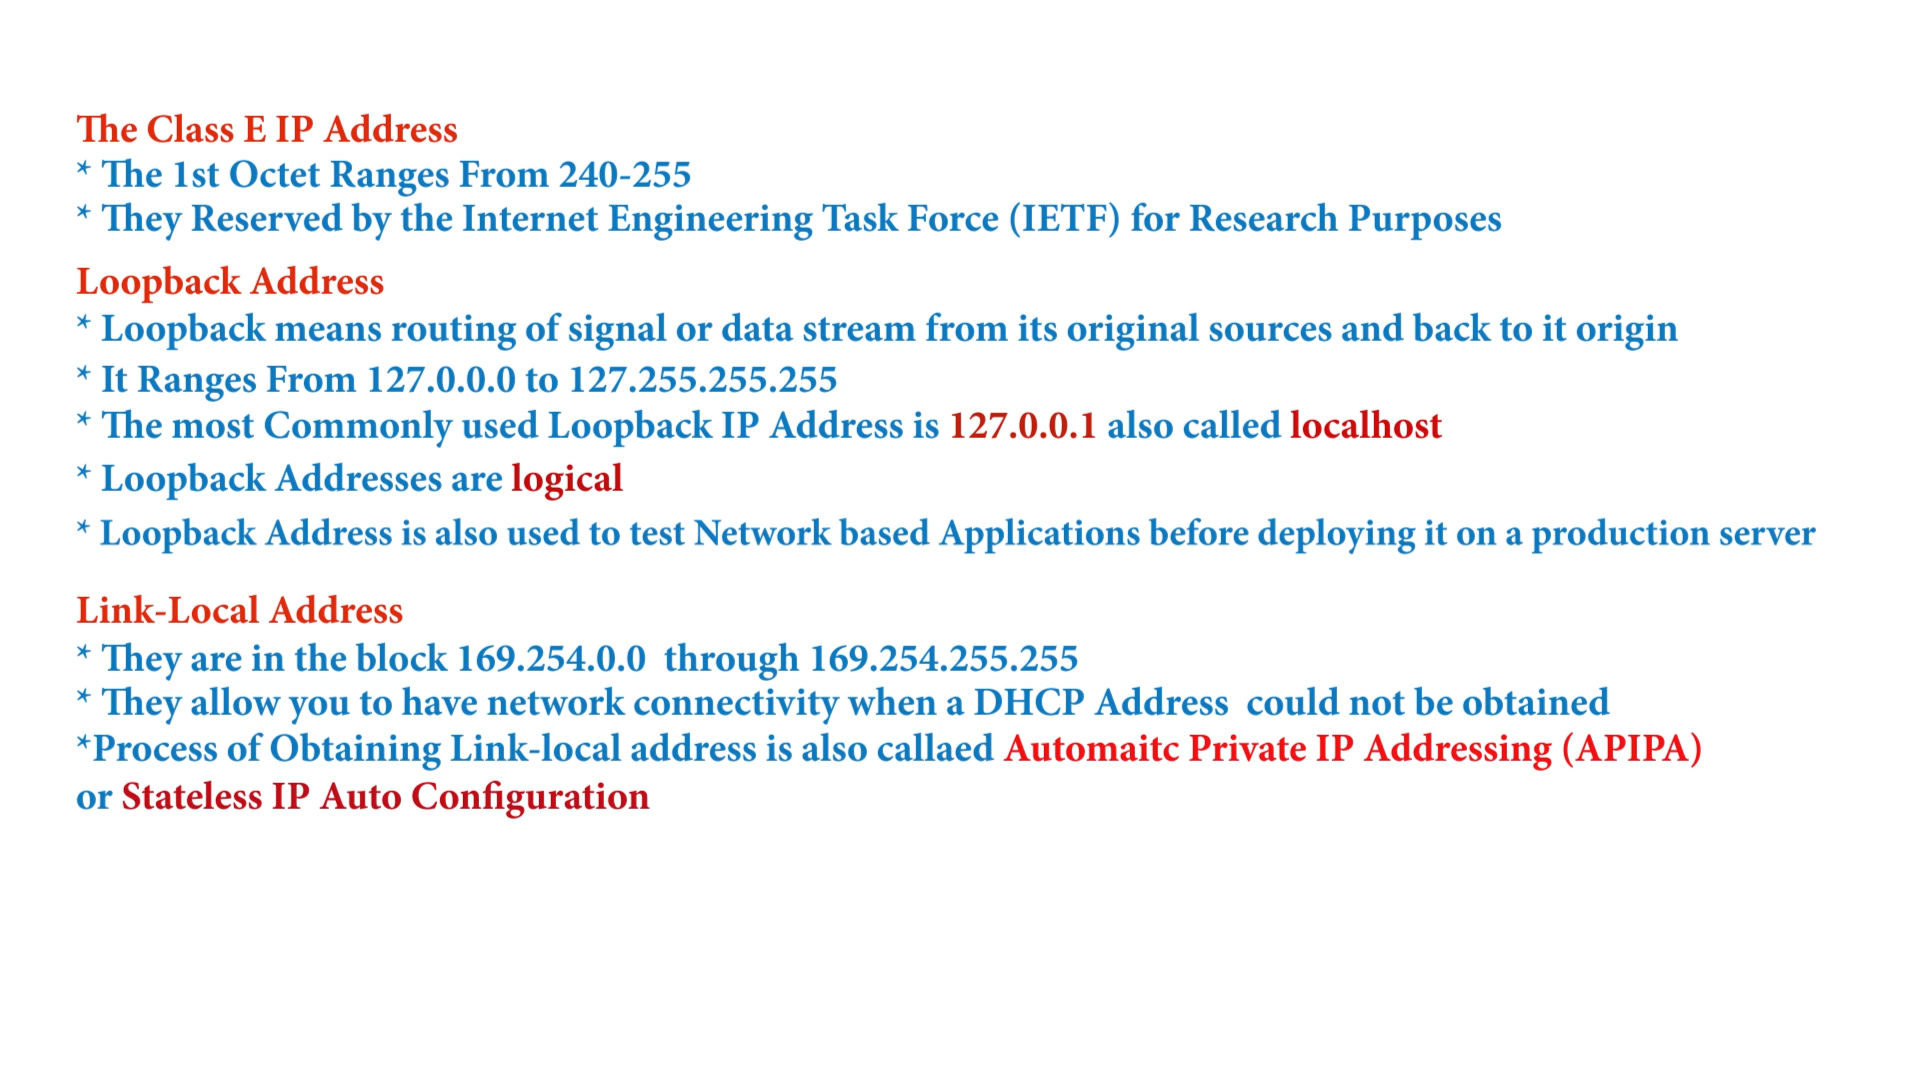 The Class E IP Address
* The 1st Octet Ranges From 240-255
* They Reserved by the Internet Engineering Task Force (IETF) for Research Purposes
Loopback Address
* Loopback means routing of signal or data stream from its original sources and back to it origin
* It Ranges From 127.0.0.0 to 127.255.255.255
* The most Commonly used Loopback IP Address is 127.0.0.1 also called localhost
* Loopback Addresses are logical
* Loopback Address is also used to test Network based Applications before deploying it on a production server
Link-Local Address
* They are in the block 169.254.0.0  through 169.254.255.255
* They allow you to have network connectivity when a DHCP Address  could not be obtained
*Process of Obtaining Link-local address is also callaed Automaitc Private IP Addressing (APIPA)
or Stateless IP Auto Configuration